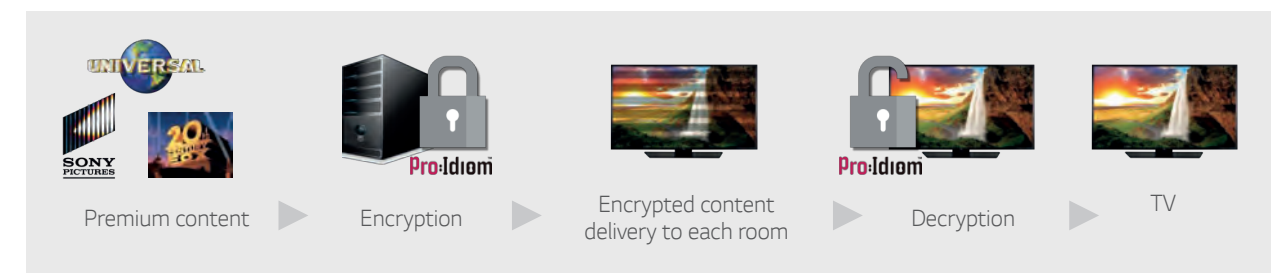 UNIVERSAL
SONY
PICTURES
20
CENTURY
FOX
Pro:Idiom
Pro:Idiom
Premium content
Encryption
Encrypted content
delivery to each room
Decryption
TV